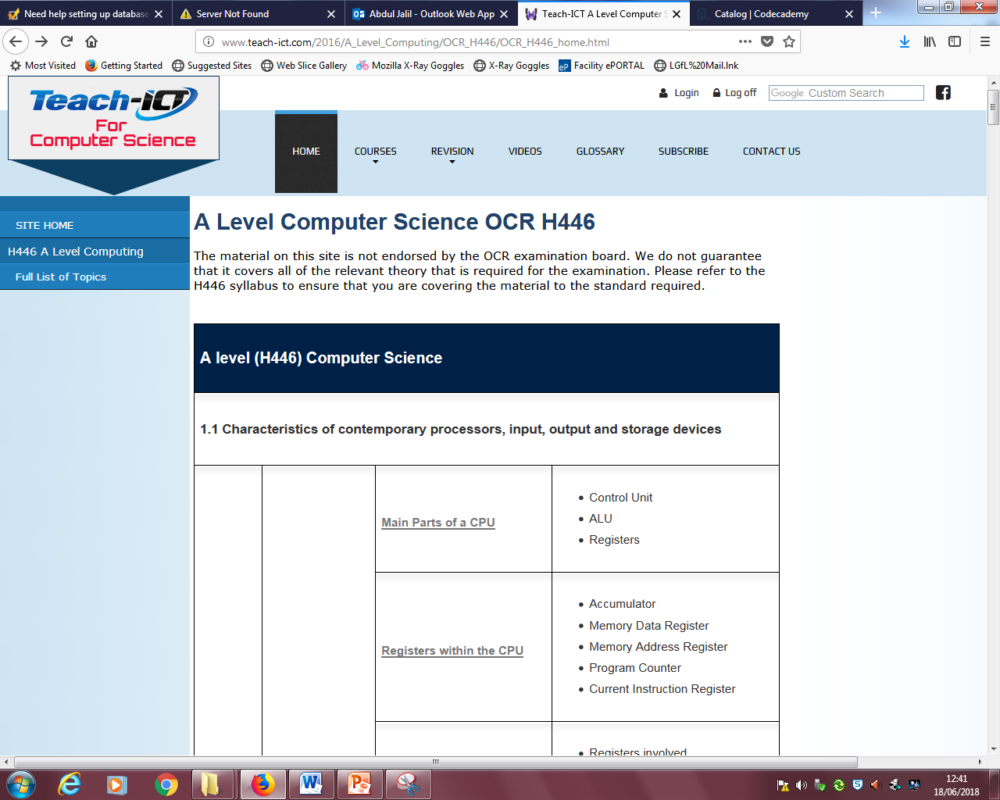 Need help setting up database
Server Not Found
Abdul Jalil - Outlook Web App
Teach-ICT A Level Computer S
Catalog | Codecademy
www.teach-ict.com/2016/A_Level_Computing/OCR_H446/OCR_H446_home.html
Most Visited
Getting Started
Suggested Sites
Web Slice Gallery
Mozilla X-Ray Goggles
X-Ray Goggles
Facility ePORTAL
LGfL%20Mail.lnk
Teach-ICT
For
Computer Science
Login
Log off
Google Custom Search
HOME
COURSES
REVISION
VIDEOS
GLOSSARY
SUBSCRIBE
CONTACT US
SITE HOME
H446 A Level Computing
Full List of Topics
A Level Computer Science OCR H446
The material on this site is not endorsed by the OCR examination board. We do not guarantee
that it covers all of the relevant theory that is required for the examination. Please refer to the
H446 syllabus to ensure that you are covering the material to the standard required.
A level (H446) Computer Science
1.1 Characteristics of contemporary processors, input, output and storage devices
Main Parts of a CPU
Control Unit
ALU
Registers
Registers within the CPU
Accumulator
Memory Data Register
Memory Address Register
Program Counter
Current Instruction Register
Registers involved
12:41
18/06/2018